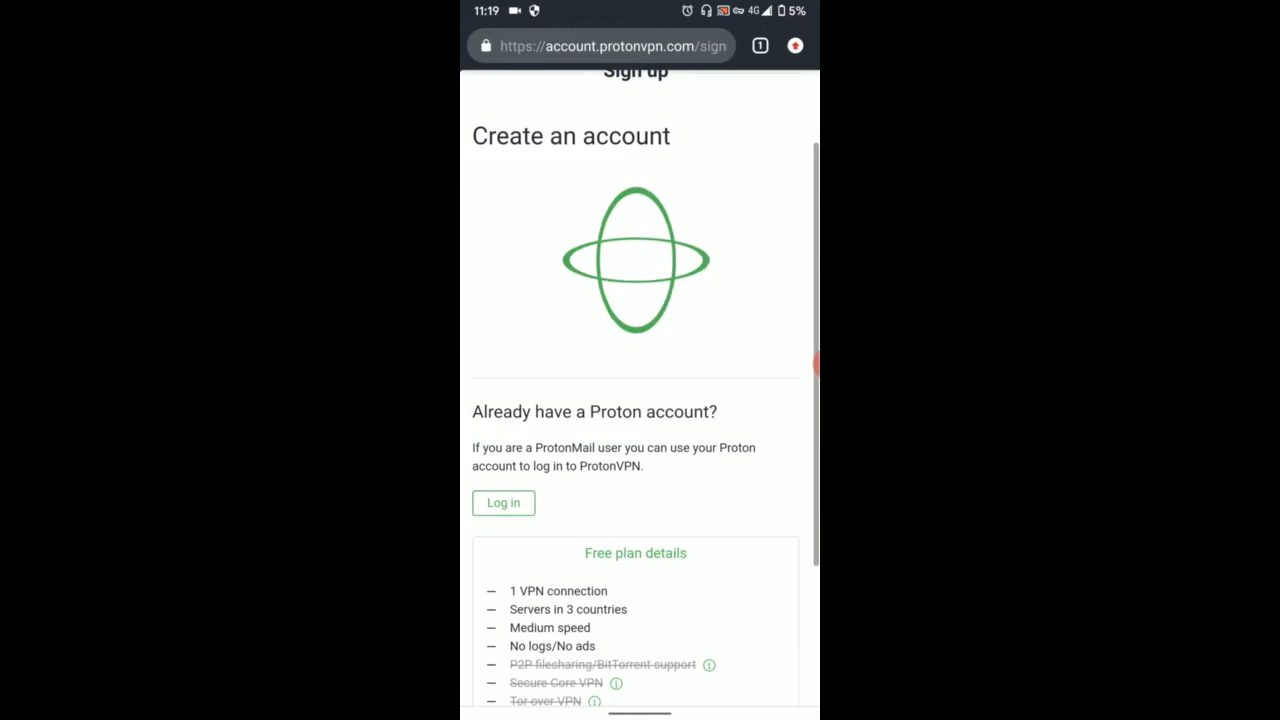 11:19 4G 5%
https://account.protonvpn.com/sign
1
Sign up
Create an account
Already have a Proton account?
If you are a ProtonMail user you can use your Proton
account to log in to ProtonVPN.
Log in
Free plan details
— 1 VPN connection
— Servers in 3 countries
— Medium speed
— No logs/No ads
— P2P filesharing/BitTorrent support
— Secure Core VPN
— Tor over VPN